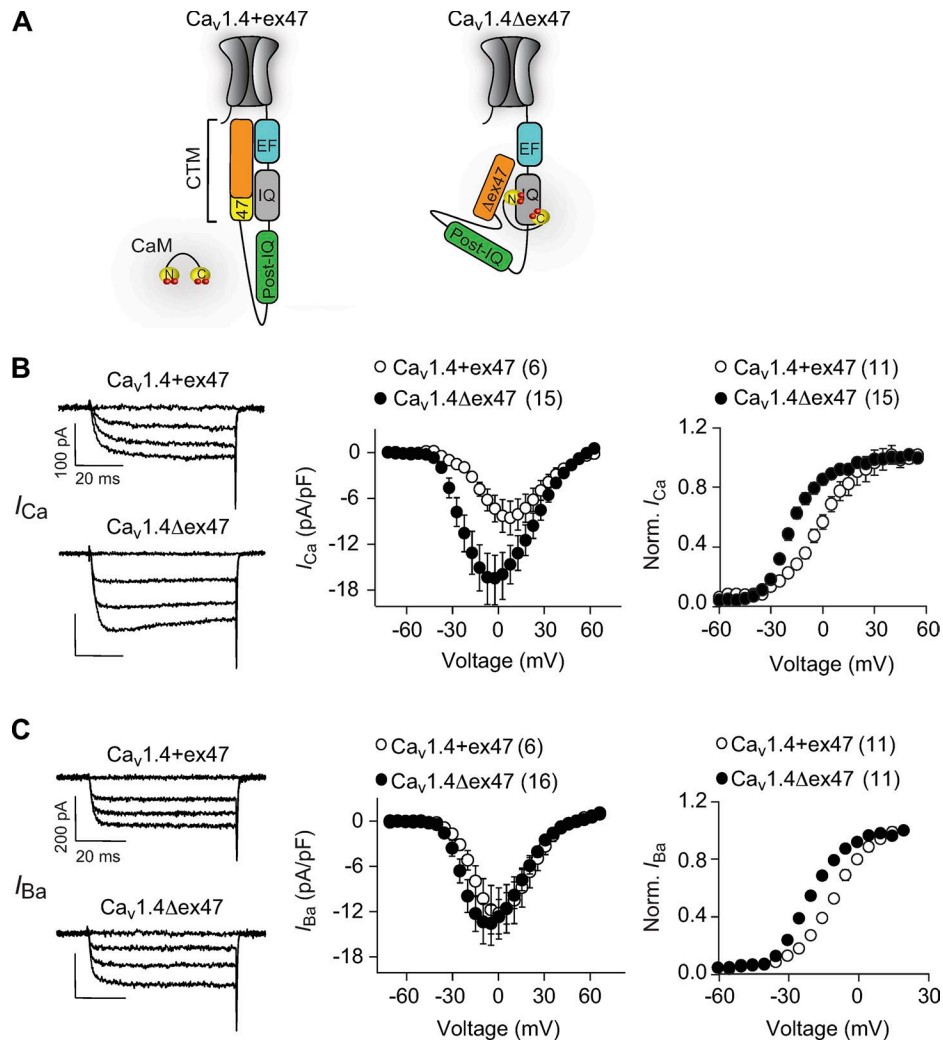 A
Cav1.4+ex47
Cav1.4Δex47
CTM
EF
IQ
47
Post-IQ
CaM
N
C
EF
Δex47
N
IQ
C
Post-IQ
B
Cav1.4+ex47
100 pA
20 ms
ICa
Cav1.4Δex47
Cav1.4+ex47 (6)
Cav1.4Δex47 (15)
0
-6
-12
-18
ICa (pA/pF)
-60 -30 0 30 60
Voltage (mV)
Cav1.4+ex47 (11)
Cav1.4Δex47 (15)
1.2
0.8
0.4
0.0
Norm. ICa
-60 -30 0 30 60
Voltage (mV)
C
Cav1.4+ex47
200 pA
20 ms
IBa
Cav1.4Δex47
Cav1.4+ex47 (6)
Cav1.4Δex47 (16)
0
-6
-12
-18
IBa (pA/pF)
-60 -30 0 30 60
Voltage (mV)
Cav1.4+ex47 (11)
Cav1.4Δex47 (11)
1.2
0.8
0.4
0.0
Norm. IBa
-60 -30 0 30
Voltage (mV)